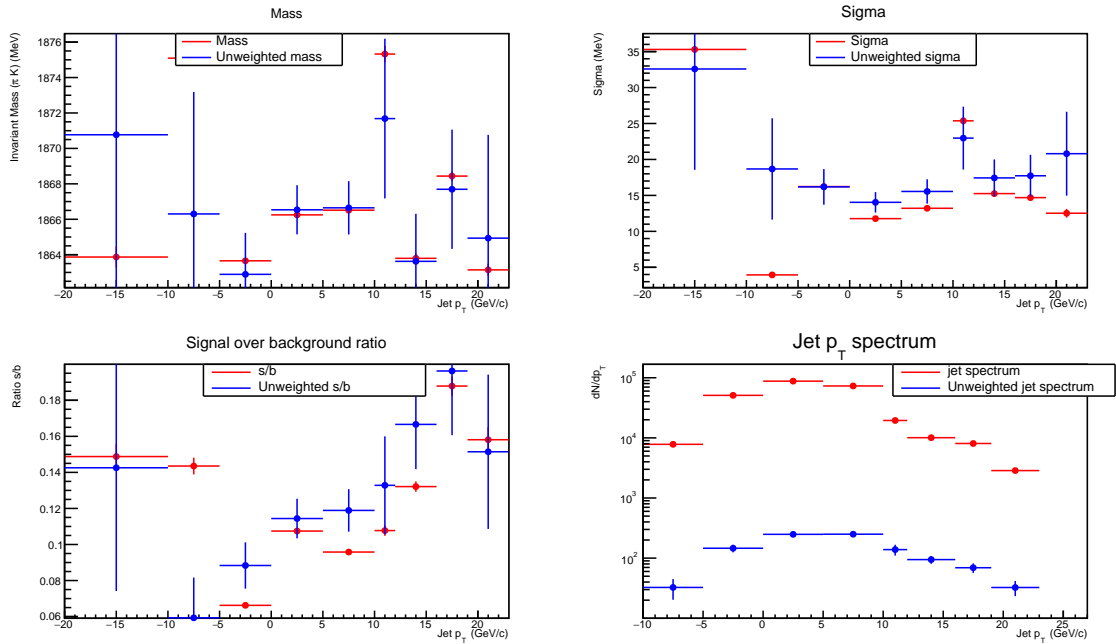 Mass
Mass
Unweighted mass
Invariant Mass (π K) (MeV)
1876
1874
1872
1870
1868
1866
1864
−20 −15 −10 −5 0 5 10 15 20
Jet p_T (GeV/c)
Sigma
Sigma
Unweighted sigma
Sigma (MeV)
35
30
25
20
15
10
5
−20 −15 −10 −5 0 5 10 15 20
Jet p_T (GeV/c)
Signal over background ratio
s/b
Unweighted s/b
Ratio s/b
0.18
0.16
0.14
0.12
0.1
0.08
0.06
−20 −15 −10 −5 0 5 10 15 20
Jet p_T (GeV/c)
Jet p_T spectrum
jet spectrum
Unweighted jet spectrum
dN/dp_T
10^5
10^4
10^3
10^2
−10 −5 0 5 10 15 20 25
Jet p_T (GeV/c)